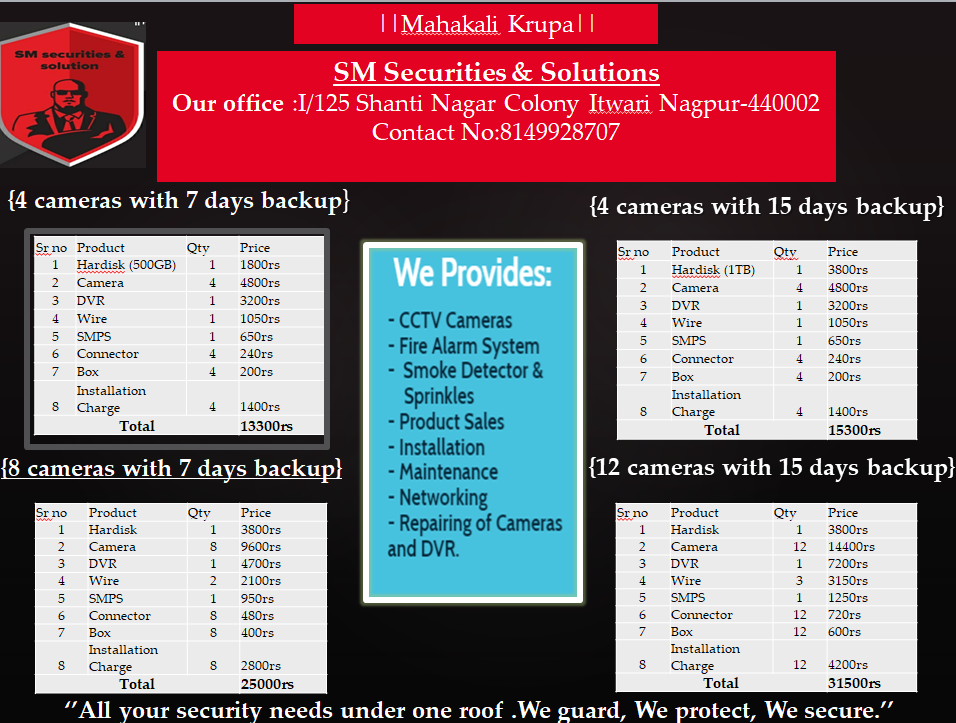 ||Mahakali Krupa||
SM securities &
solution
SM Securities & Solutions
Our office :I/125 Shanti Nagar Colony Itwari Nagpur-440002
Contact No:8149928707
{4 cameras with 7 days backup}
Sr no Product Qty Price
1 Hardisk (500GB) 1 1800rs
2 Camera 4 4800rs
3 DVR 1 3200rs
4 Wire 1 1050rs
5 SMPS 1 650rs
6 Connector 4 240rs
7 Box 4 200rs
Installation
8 Charge 4 1400rs
Total 13300rs
{4 cameras with 15 days backup}
Sr no Product Qty Price
1 Hardisk (1TB) 1 3800rs
2 Camera 4 4800rs
3 DVR 1 3200rs
4 Wire 1 1050rs
5 SMPS 1 650rs
6 Connector 4 240rs
7 Box 4 200rs
Installation
8 Charge 4 1400rs
Total 15300rs
We Provides:
- CCTV Cameras
- Fire Alarm System
- Smoke Detector &
Sprinkles
- Product Sales
- Installation
- Maintenance
- Networking
- Repairing of Cameras
and DVR.
{8 cameras with 7 days backup}
Sr no Product Qty Price
1 Hardisk 1 3800rs
2 Camera 8 9600rs
3 DVR 1 4700rs
4 Wire 2 2100rs
5 SMPS 1 950rs
6 Connector 8 480rs
7 Box 8 400rs
Installation
8 Charge 8 2800rs
Total 25000rs
{12 cameras with 15 days backup}
Sr no Product Qty Price
1 Hardisk 1 3800rs
2 Camera 12 14400rs
3 DVR 1 7200rs
4 Wire 3 3150rs
5 SMPS 1 1250rs
6 Connector 12 720rs
7 Box 12 600rs
Installation
8 Charge 12 4200rs
Total 31500rs
‘’All your security needs under one roof .We guard, We protect, We secure.’’